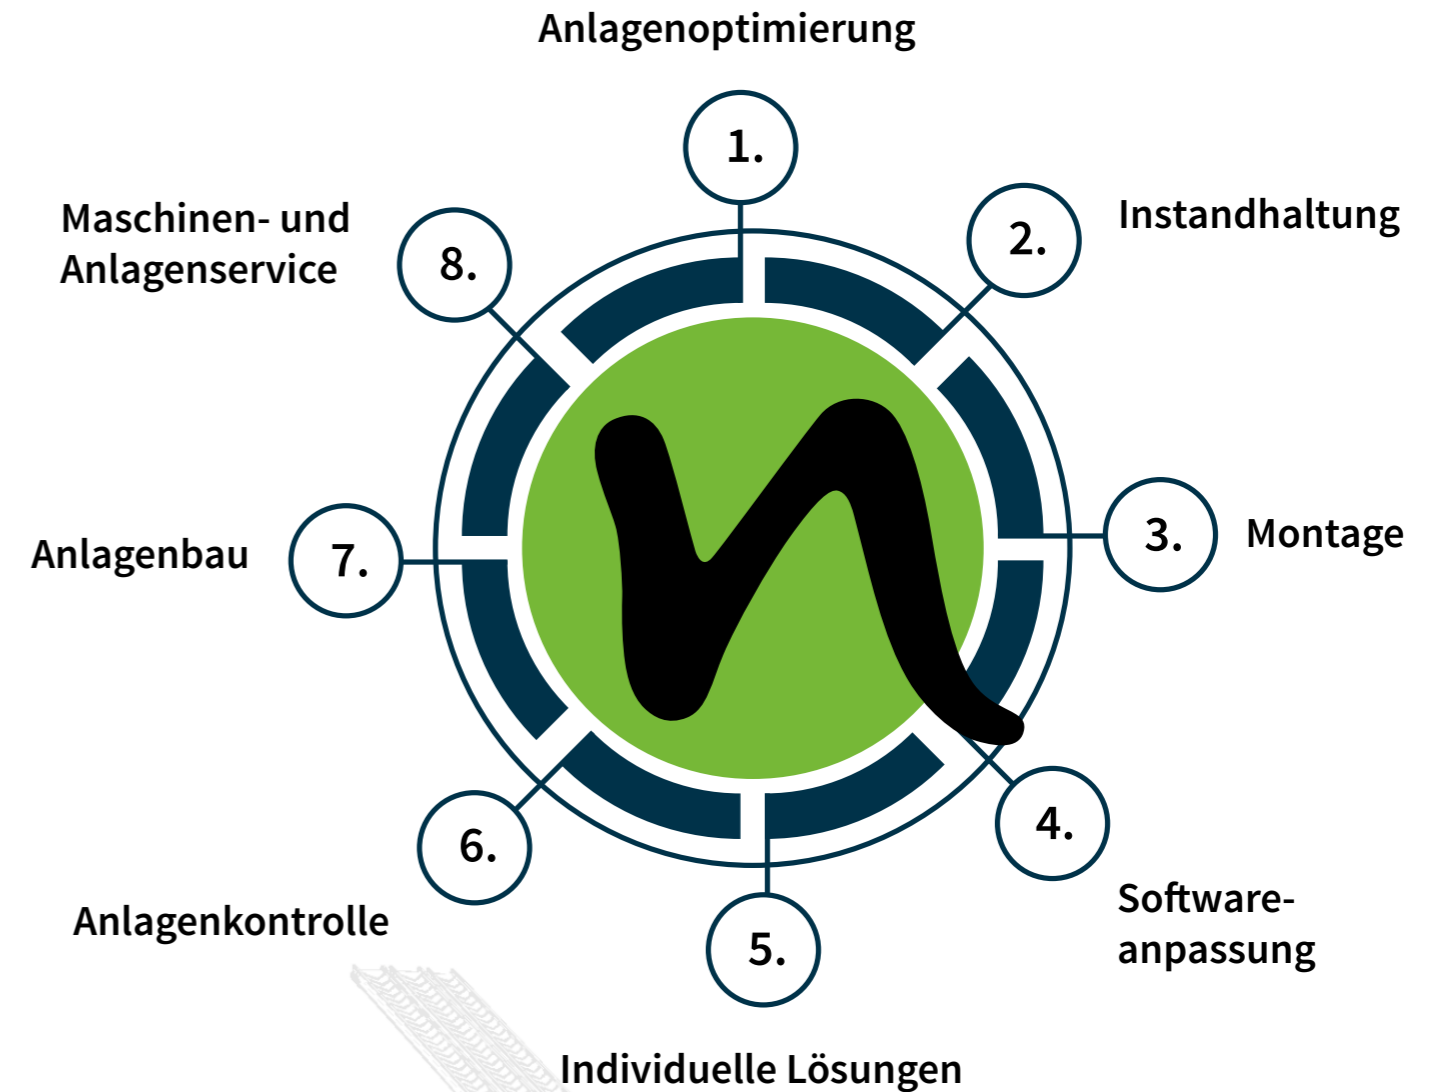 Anlagenoptimierung
1.
2.
Instandhaltung
3.
Montage
4.
Software-
anpassung
5.
Individuelle Lösungen
6.
Anlagenkontrolle
7.
Anlagenbau
8.
Maschinen- und
Anlagenservice
n